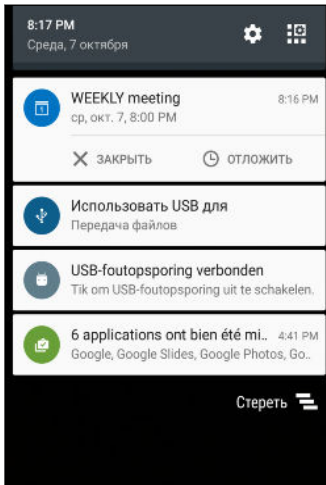 8:17 PM
Среда, 7 октября
WEEKLY meeting 8:16 PM
ср, окт. 7, 8:00 PM
ЗАКРЫТЬ ОТЛОЖИТЬ
Использовать USB для
Передача файлов
USB-foutopsporing verbonden
Tik om USB-foutopsporing uit te schakelen.
6 applications ont bien été mi.. 4:41 PM
Google, Google Slides, Google Photos, Go..
Стереть